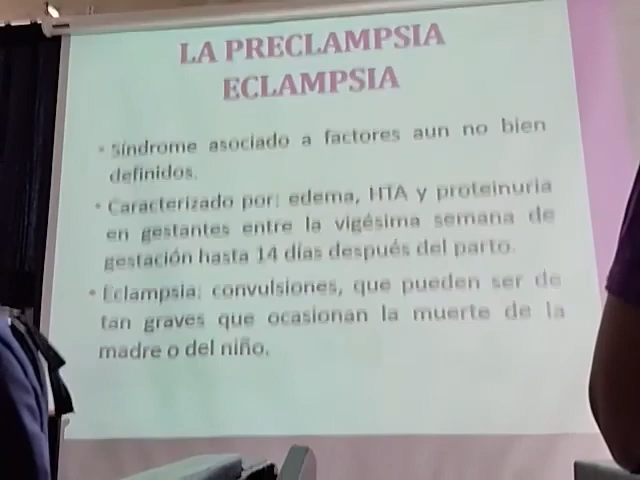 LA PRECLAMPSIA
ECLAMPSIA
• Síndrome asociado a factores aun no bien
definidos.
• Caracterizado por: edema, HTA y proteinuria
en gestantes entre la vigésima semana de
gestación hasta 14 días después del parto.
• Eclampsia: convulsiones, que pueden ser de
tan graves que ocasionan la muerte de la
madre o del niño.